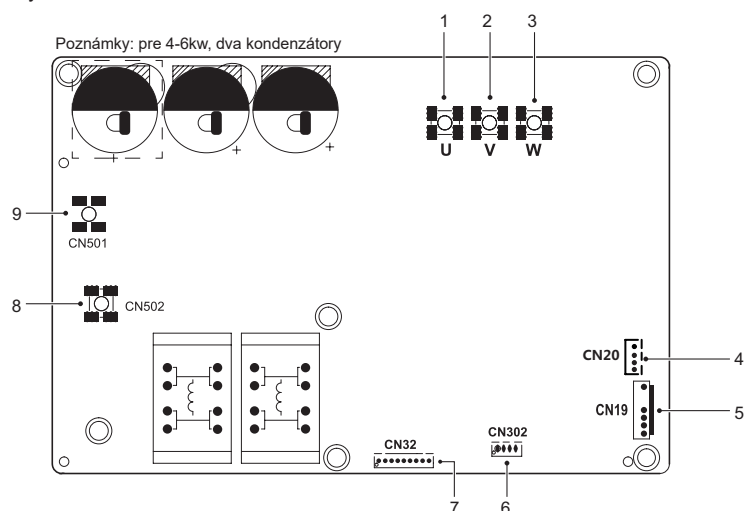 1 2 3
Poznámky: pre 4-6kw, dva kondenzátory
U V W
9
CN501
8
CN502
CN20
4
CN19
5
CN32
CN302
7
6